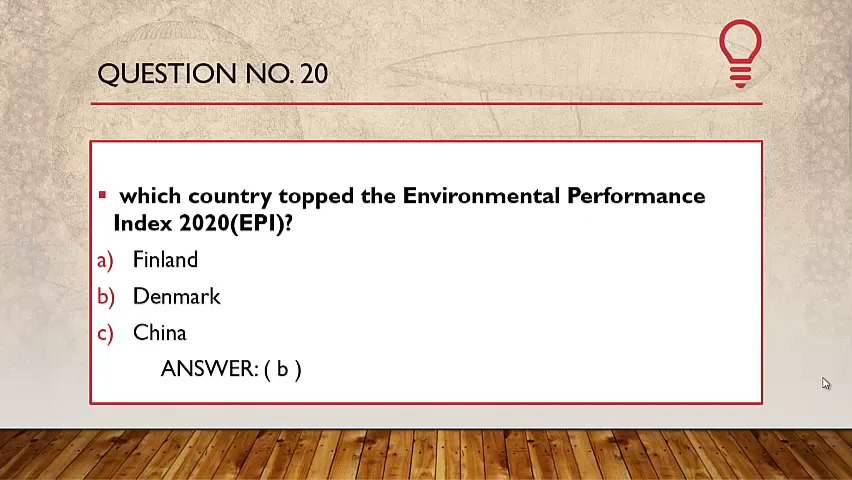 QUESTION NO. 20
▪ which country topped the Environmental Performance
Index 2020(EPI)?
a) Finland
b) Denmark
c) China
ANSWER: ( b )